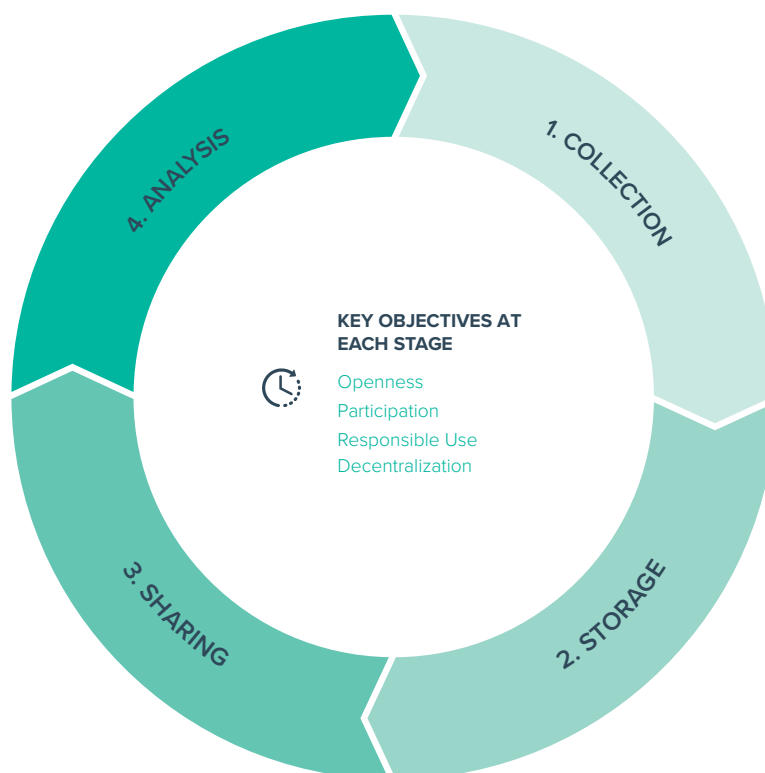 1. COLLECTION
2. STORAGE
3. SHARING
4. ANALYSIS
KEY OBJECTIVES AT
EACH STAGE
Openness
Participation
Responsible Use
Decentralization